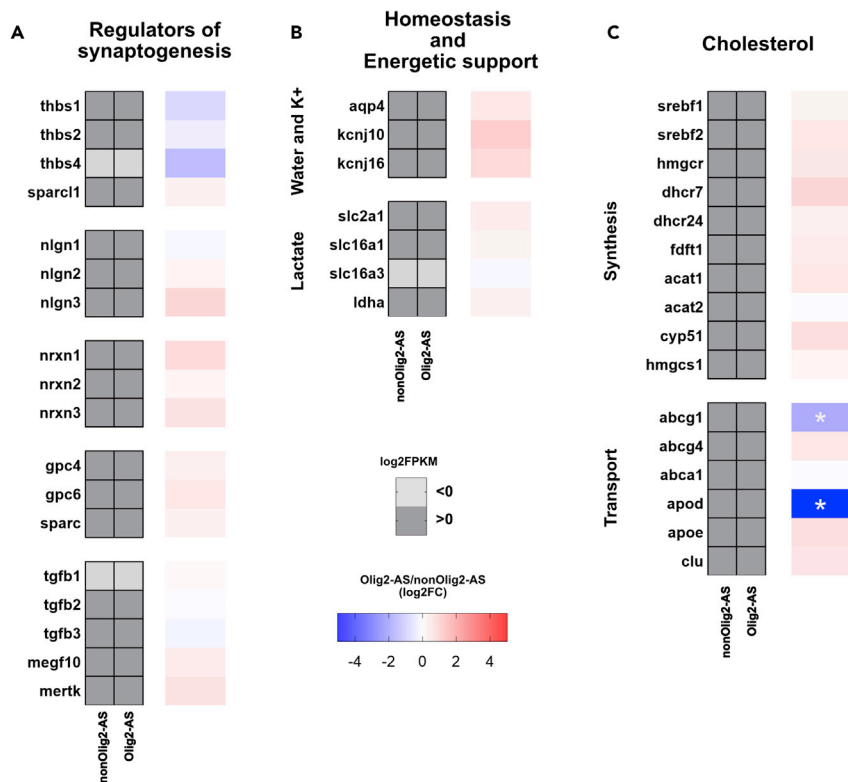 A
Regulators of
synaptogenesis
thbs1
thbs2
thbs4
sparcl1
nlgn1
nlgn2
nlgn3
nrxn1
nrxn2
nrxn3
gpc4
gpc6
sparc
tgfb1
tgfb2
tgfb3
megf10
mertk
nonOlig2-AS
Olig2-AS
B
Homeostasis
and
Energetic support
Water and K+
aqp4
kcnj10
kcnj16
Lactate
slc2a1
slc16a1
slc16a3
ldha
nonOlig2-AS
Olig2-AS
log2FPKM
<0
>0
Olig2-AS/nonOlig2-AS
(log2FC)
-4 -2 0 2 4
C
Cholesterol
Synthesis
srebf1
srebf2
hmgcr
dhcr7
dhcr24
fdft1
acat1
acat2
cyp51
hmgcs1
Transport
abcg1 *
abcg4
abca1
apod *
apoe
clu
nonOlig2-AS
Olig2-AS